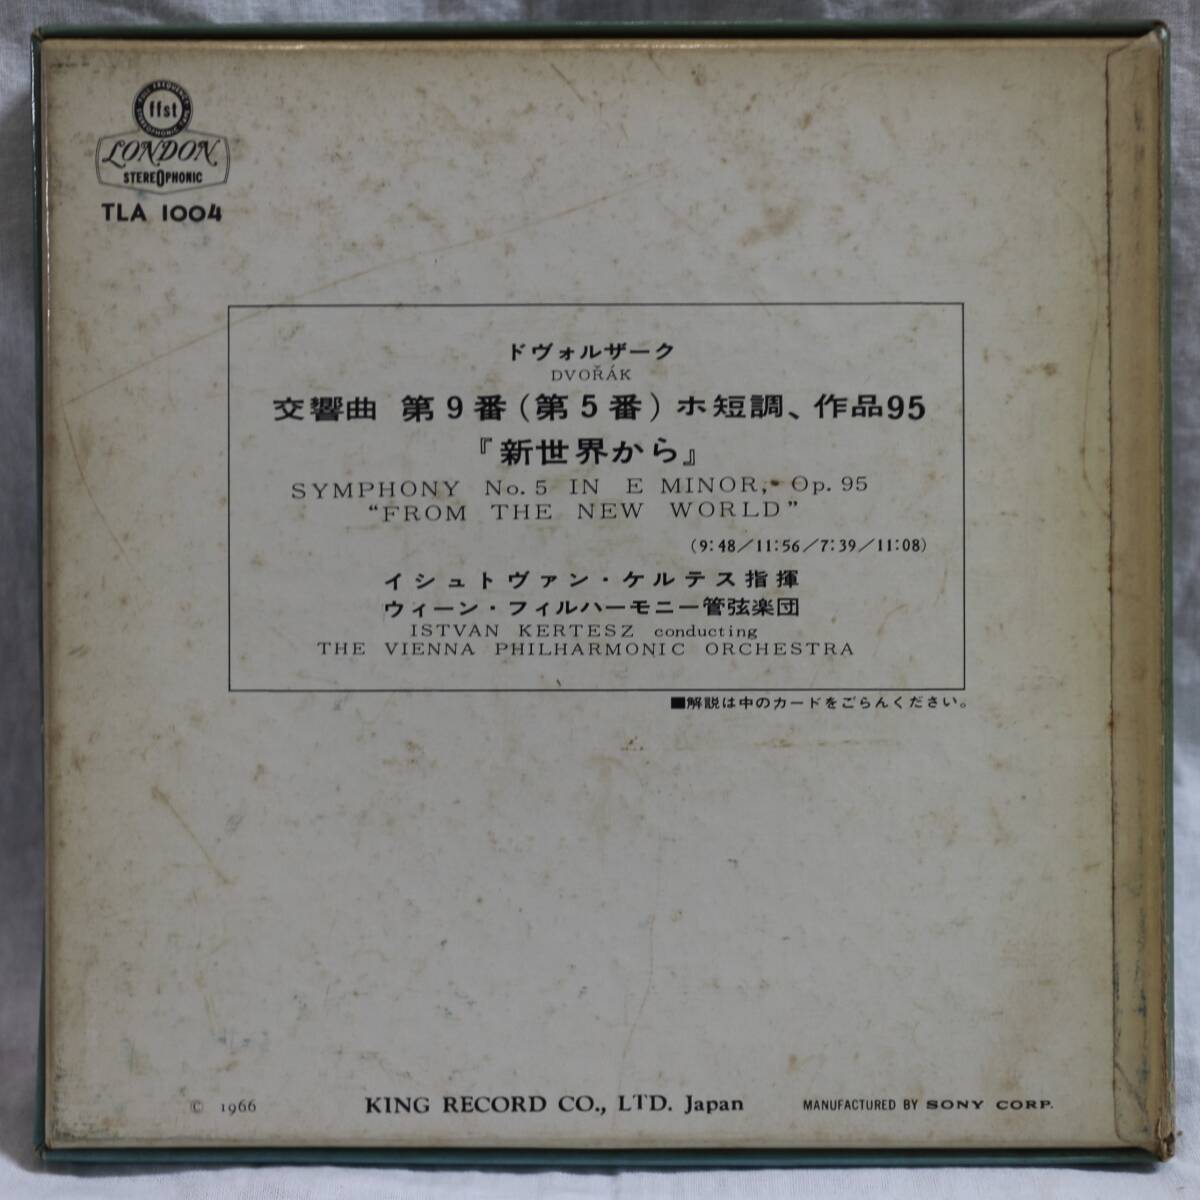 FULL FREQUENCY
ffst
STEREOPHONIC
LONDON
STEREOPHONIC
TLA 1004
ドヴォルザーク
DVOŘÁK
交響曲 第9番(第5番)ホ短調、作品95
『新世界から』
SYMPHONY No.5 IN E MINOR, Op.95
“FROM THE NEW WORLD”
(9:48/11:56/7:39/11:08)
イシュトヴァン・ケルテス指揮
ウィーン・フィルハーモニー管弦楽団
ISTVAN KERTESZ conducting
THE VIENNA PHILHARMONIC ORCHESTRA
■解説は中のカードをごらんください。
© 1966 KING RECORD CO., LTD. Japan MANUFACTURED BY SONY CORP.